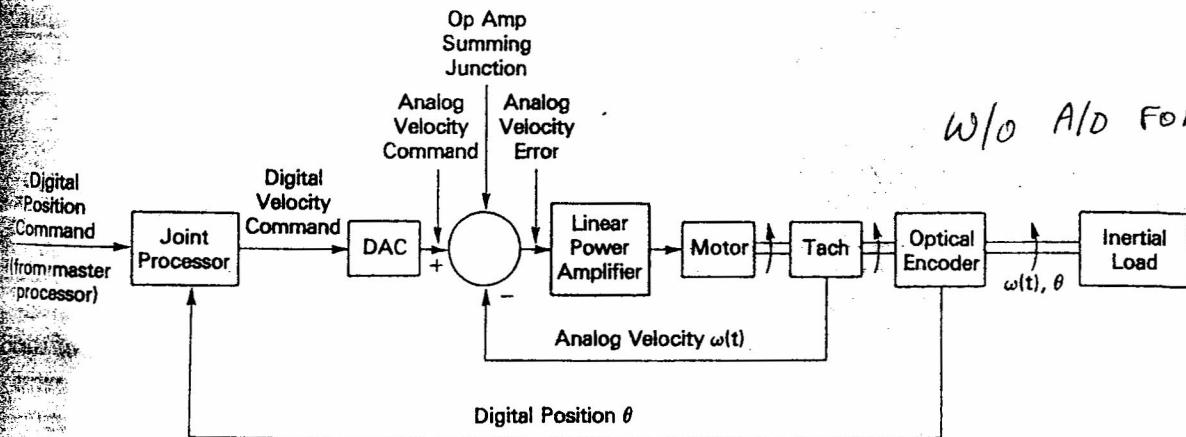 Op Amp
Summing
Junction
Analog
Velocity
Command
Analog
Velocity
Error
W/O A/D
Digital
Position
Command
(from master
processor)
Joint
Processor
Digital
Velocity
Command
DAC
+
−
Linear
Power
Amplifier
Motor
Tach
Optical
Encoder
ω(t), θ
Inertial
Load
Analog Velocity ω(t)
Digital Position θ